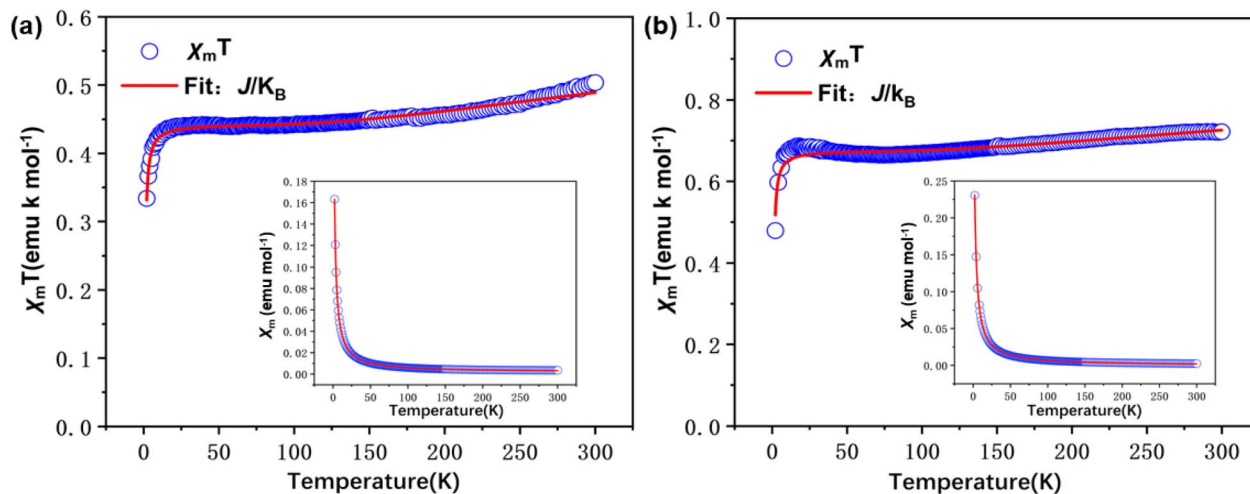 (a)
χmT(emu k mol-1)
0.6
0.5
0.4
0.3
0.2
0.1
0.0
χmT
Fit：J/KB
Xm (emu mol-1)
0.18
0.16
0.14
0.12
0.10
0.08
0.06
0.04
0.02
0.00
0 50 100 150 200 250 300
Temperature(K)
0 50 100 150 200 250 300
Temperature(K)
(b)
χmT(emu k mol-1)
1.0
0.8
0.6
0.4
0.2
0.0
χmT
Fit：J/kB
Xm (emu mol-1)
0.25
0.20
0.15
0.10
0.05
0.00
0 50 100 150 200 250 300
Temperature(K)
0 50 100 150 200 250 300
Temperature(K)